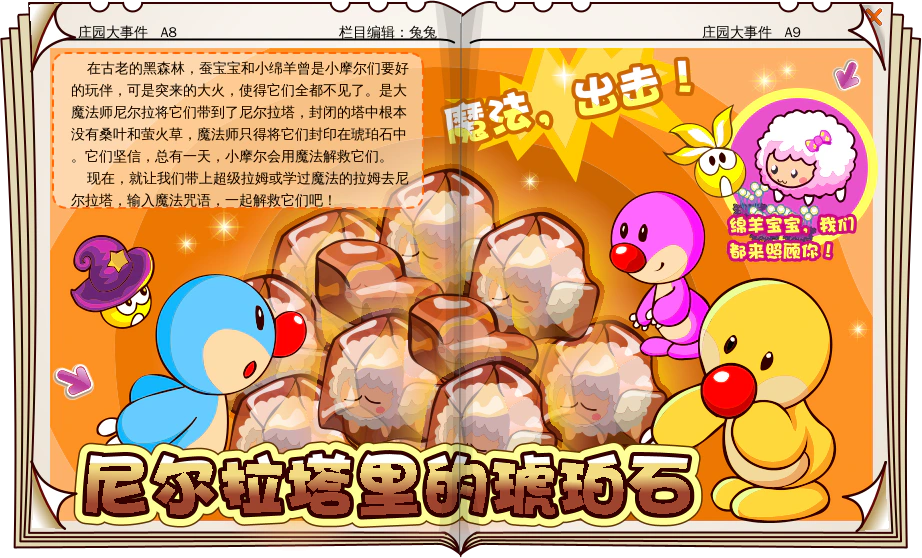 庄园大事件 A8
栏目编辑：兔兔
庄园大事件 A9
在古老的黑森林，蚕宝宝和小绵羊曾是小摩尔们要好
的玩伴，可是突来的大火，使得它们全都不见了。是大
魔法师尼尔拉将它们带到了尼尔拉塔，封闭的塔中根本
没有桑叶和萤火草，魔法师只得将它们封印在琥珀石中
。它们坚信，总有一天，小摩尔会用魔法解救它们。
现在，就让我们带上超级拉姆或学过魔法的拉姆去尼
尔拉塔，输入魔法咒语，一起解救它们吧！
魔法，出击！
绵羊宝宝，我们
都来照顾你！
尼尔拉塔里的琥珀石